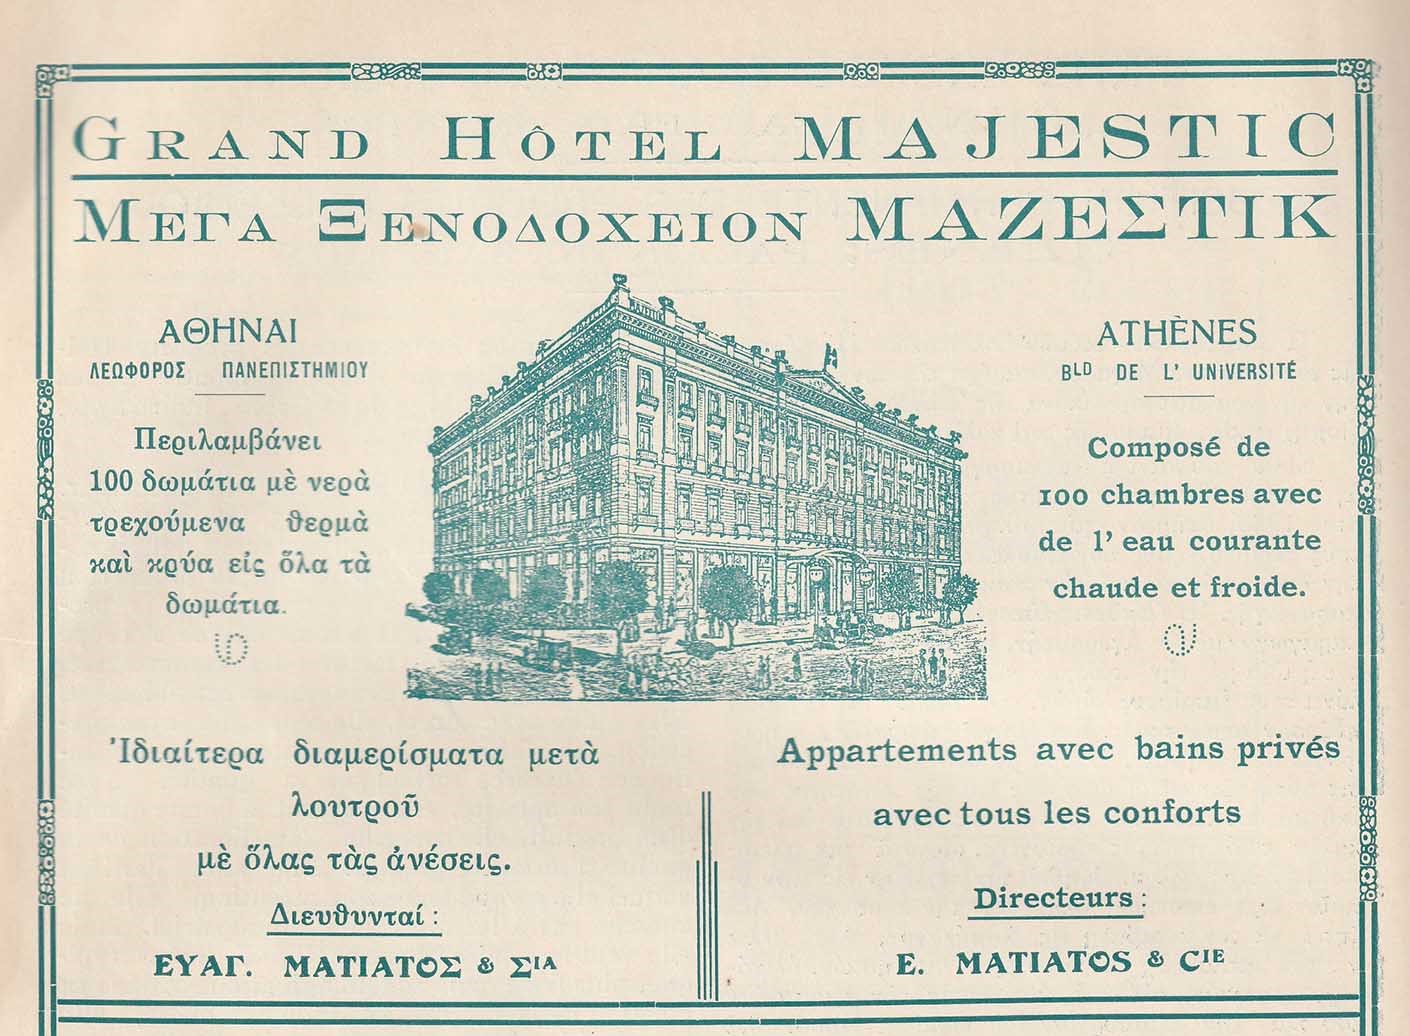 GRAND HÔTEL MAJESTIC
ΜΕΓΑ ΞΕΝΟΔΟΧΕΙΟΝ ΜΑΖΕΣΤΙΚ
ΑΘΗΝΑΙ
ΛΕΩΦΟΡΟΣ ΠΑΝΕΠΙΣΤΗΜΙΟΥ
Περιλαμβάνει
100 δωμάτια μὲ νερὰ
τρεχούμενα θερμὰ
καὶ κρύα εἰς ὅλα τὰ
δωμάτια.
ATHÈNES
BLD DE L' UNIVERSITÉ
Composé de
100 chambres avec
de l' eau courante
chaude et froide.
Ἰδιαίτερα διαμερίσματα μετὰ
λουτροῦ
μὲ ὅλας τὰς ἀνέσεις.
Διευθυνταί :
ΕΥΑΓ. ΜΑΤΙΑΤΟΣ & ΣΙΑ
Appartements avec bains privés
avec tous les conforts
Directeurs :
E. MATIATOS & CIE